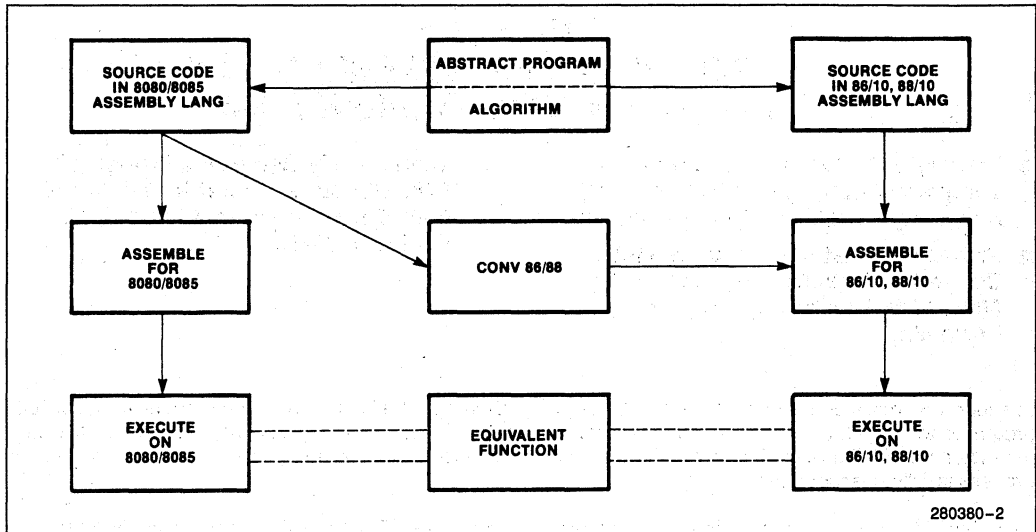 SOURCE CODE
IN 8080/8085
ASSEMBLY LANG
ABSTRACT PROGRAM
ALGORITHM
SOURCE CODE
IN 86/10, 88/10
ASSEMBLY LANG
ASSEMBLE
FOR
8080/8085
CONV 86/88
ASSEMBLE
FOR
86/10, 88/10
EXECUTE
ON
8080/8085
EQUIVALENT
FUNCTION
EXECUTE
ON
86/10, 88/10
280380-2